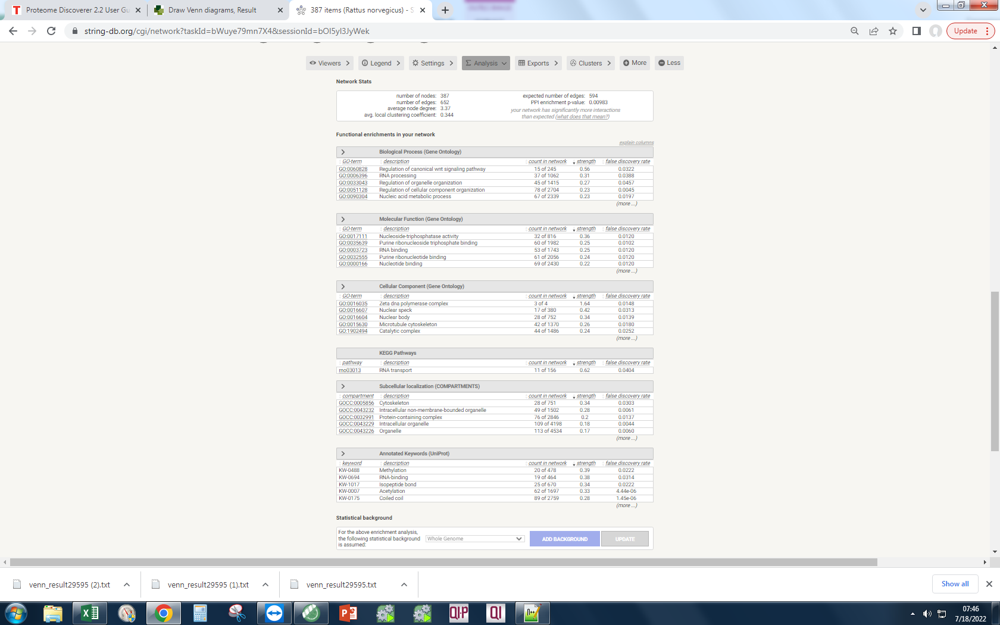 Proteome Discoverer 2.2 User Gu
Draw Venn diagrams, Result
387 items (Rattus norvegicus) - S
string-db.org/cgi/network?taskId=bWuye79mn7X4&sessionId=bOI5yI3JyWek
Update
Viewers
Legend
Settings
Analysis
Exports
Clusters
More
Less
Network Stats
number of nodes: 387
number of edges: 652
average node degree: 3.37
avg. local clustering coefficient: 0.344
expected number of edges: 594
PPI enrichment p-value: 0.00983
your network has significantly more interactions
than expected (what does that mean?)
Functional enrichments in your network
explain columns
Biological Process (Gene Ontology)
GO-term description count in network strength false discovery rate
GO:0060828 Regulation of canonical wnt signaling pathway 15 of 245 0.56 0.0322
GO:0006396 RNA processing 37 of 1062 0.31 0.0388
GO:0033043 Regulation of organelle organization 45 of 1415 0.27 0.0457
GO:0051128 Regulation of cellular component organization 78 of 2704 0.23 0.0045
GO:0090304 Nucleic acid metabolic process 67 of 2339 0.23 0.0197
(more ...)
Molecular Function (Gene Ontology)
GO-term description count in network strength false discovery rate
GO:0017111 Nucleoside-triphosphatase activity 32 of 816 0.36 0.0120
GO:0035639 Purine ribonucleoside triphosphate binding 60 of 1982 0.25 0.0102
GO:0003723 RNA binding 53 of 1743 0.25 0.0120
GO:0032555 Purine ribonucleotide binding 61 of 2056 0.24 0.0120
GO:0000166 Nucleotide binding 69 of 2430 0.22 0.0120
(more ...)
Cellular Component (Gene Ontology)
GO-term description count in network strength false discovery rate
GO:0016035 Zeta dna polymerase complex 3 of 4 1.64 0.0148
GO:0016607 Nuclear speck 17 of 380 0.42 0.0313
GO:0016604 Nuclear body 28 of 752 0.34 0.0139
GO:0015630 Microtubule cytoskeleton 42 of 1370 0.26 0.0180
GO:1902494 Catalytic complex 44 of 1486 0.24 0.0252
(more ...)
KEGG Pathways
pathway description count in network strength false discovery rate
rno03013 RNA transport 11 of 156 0.62 0.0404
Subcellular localization (COMPARTMENTS)
compartment description count in network strength false discovery rate
GOCC:0005856 Cytoskeleton 28 of 751 0.34 0.0303
GOCC:0043232 Intracellular non-membrane-bounded organelle 49 of 1502 0.28 0.0061
GOCC:0032991 Protein-containing complex 76 of 2846 0.2 0.0137
GOCC:0043229 Intracellular organelle 109 of 4198 0.18 0.0044
GOCC:0043226 Organelle 113 of 4534 0.17 0.0060
(more ...)
Annotated Keywords (UniProt)
keyword description count in network strength false discovery rate
KW-0488 Methylation 20 of 478 0.39 0.0222
KW-0694 RNA-binding 19 of 464 0.38 0.0314
KW-1017 Isopeptide bond 25 of 670 0.34 0.0222
KW-0007 Acetylation 62 of 1697 0.33 4.44e-06
KW-0175 Coiled coil 89 of 2759 0.28 1.45e-06
(more ...)
Statistical background
For the above enrichment analysis,
the following statistical background
is assumed:
Whole Genome
ADD BACKGROUND
UPDATE
venn_result29595 (2).txt
venn_result29595 (1).txt
venn_result29595.txt
Show all
QI-P
QI
07:46
7/18/2022